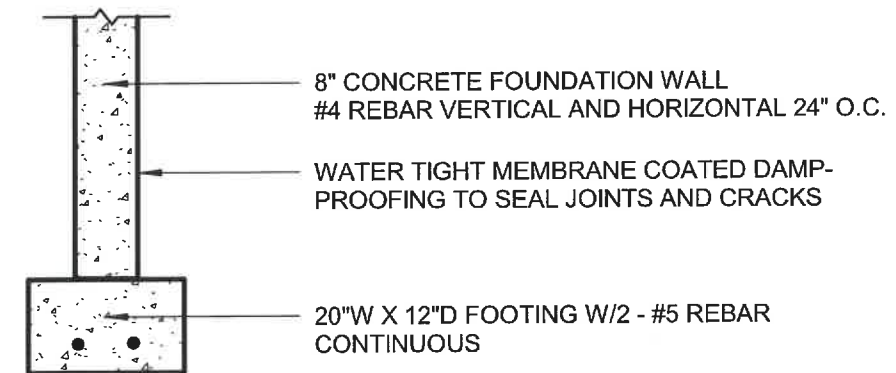 8" CONCRETE FOUNDATION WALL
#4 REBAR VERTICAL AND HORIZONTAL 24" O.C.
WATER TIGHT MEMBRANE COATED DAMP-
PROOFING TO SEAL JOINTS AND CRACKS
20"W X 12"D FOOTING W/2 - #5 REBAR
CONTINUOUS